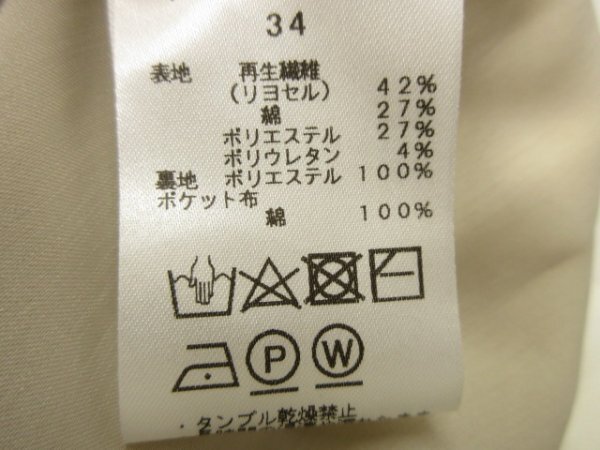 34
表地 再生繊維
(リヨセル) 42%
綿 27%
ポリエステル 27%
ポリウレタン 4%
裏地 ポリエステル 100%
ポケット布
綿 100%
P W
・タンブル乾燥禁止